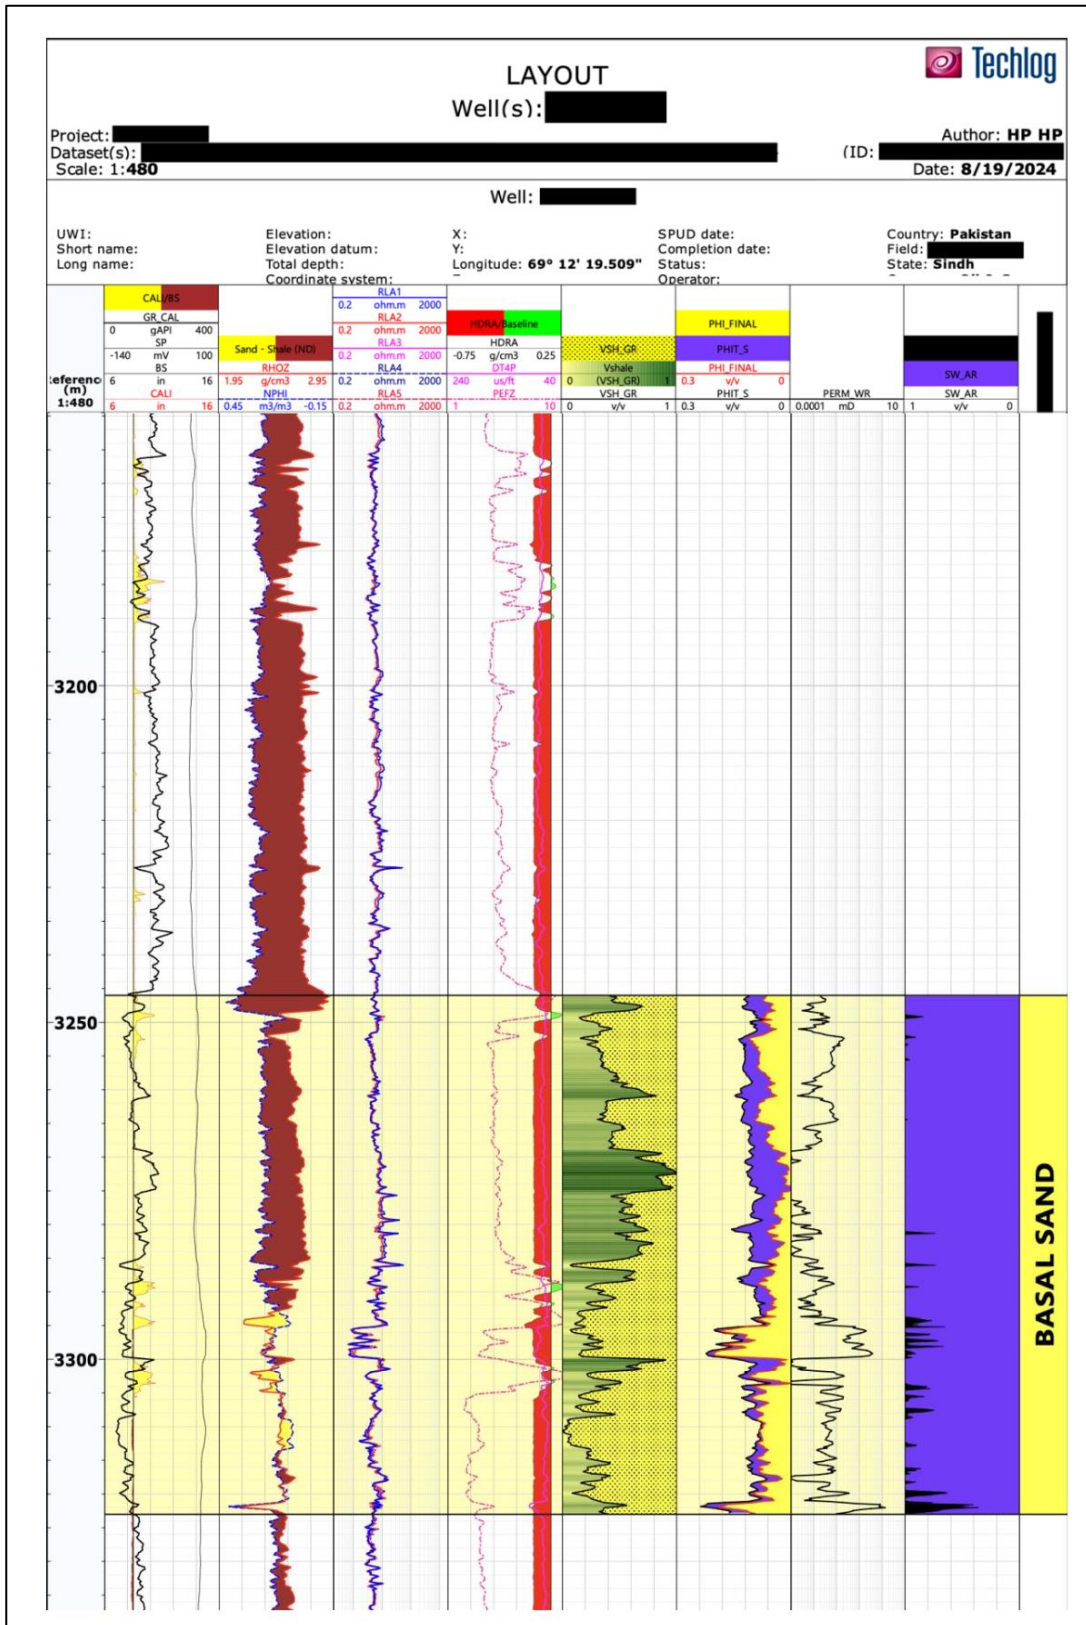 Techlog
LAYOUT
Well(s):
Project:
Author: HP HP
Dataset(s):
(ID:
Scale: 1:480
Date: 8/19/2024
Well:
UWI:
Elevation:
X:
SPUD date:
Country: Pakistan
Short name:
Elevation datum:
Y:
Completion date:
Field:
Long name:
Total depth:
Longitude: 69° 12' 19.509"
Status:
State: Sindh
Coordinate system:
Operator:
eferenc
(m)
1:480
CALI/BS
GR_CAL
0 gAPI 400
SP
-140 mV 100
BS
6 in 16
CALI
6 in 16
Sand - Shale (ND)
RHOZ
1.95 g/cm3 2.95
NPHI
0.45 m3/m3 -0.15
RLA1
0.2 ohm.m 2000
RLA2
0.2 ohm.m 2000
RLA3
0.2 ohm.m 2000
RLA4
0.2 ohm.m 2000
RLA5
0.2 ohm.m 2000
HDRA/Baseline
HDRA
-0.75 g/cm3 0.25
DT4P
240 us/ft 40
PEFZ
1 10
VSH_GR
Vshale
0 (VSH_GR) 1
VSH_GR
0 v/v 1
PHI_FINAL
PHIT_S
PHI_FINAL
0.3 v/v 0
PHIT_S
0.3 v/v 0
PERM_WR
0.0001 mD 10
SW_AR
SW_AR
1 v/v 0
3200
3250
3300
BASAL SAND